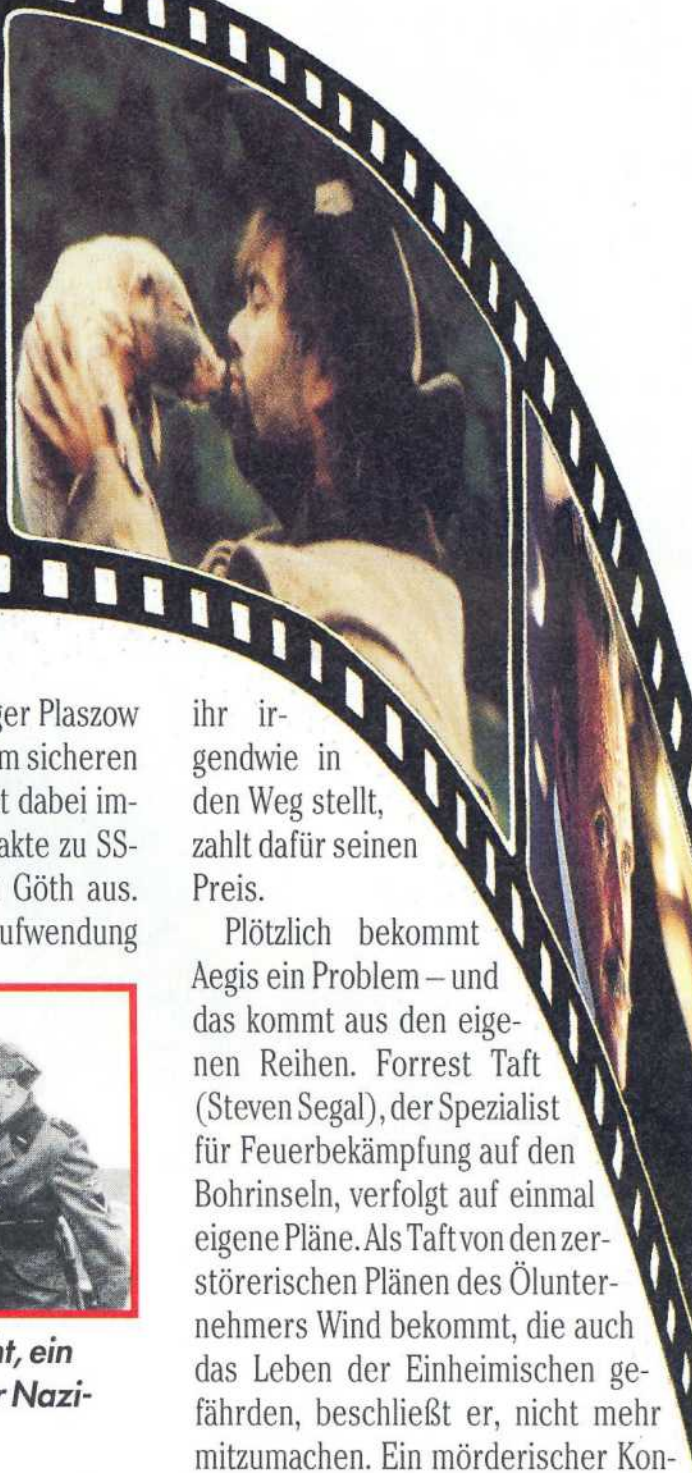 ger Plaszow
m sicheren
t dabei im-
akte zu SS-
Göth aus.
ufwendung
nt, ein
r Nazi-
ihr ir-
gendwie in
den Weg stellt,
zahlt dafür seinen
Preis.
Plötzlich bekommt
Aegis ein Problem – und
das kommt aus den eige-
nen Reihen. Forrest Taft
(Steven Segal), der Spezialist
für Feuerbekämpfung auf den
Bohrinseln, verfolgt auf einmal
eigene Pläne. Als Taft von den zer-
störerischen Plänen des Ölunter-
nehmers Wind bekommt, die auch
das Leben der Einheimischen ge-
fährden, beschließt er, nicht mehr
mitzumachen. Ein mörderischer Kon-